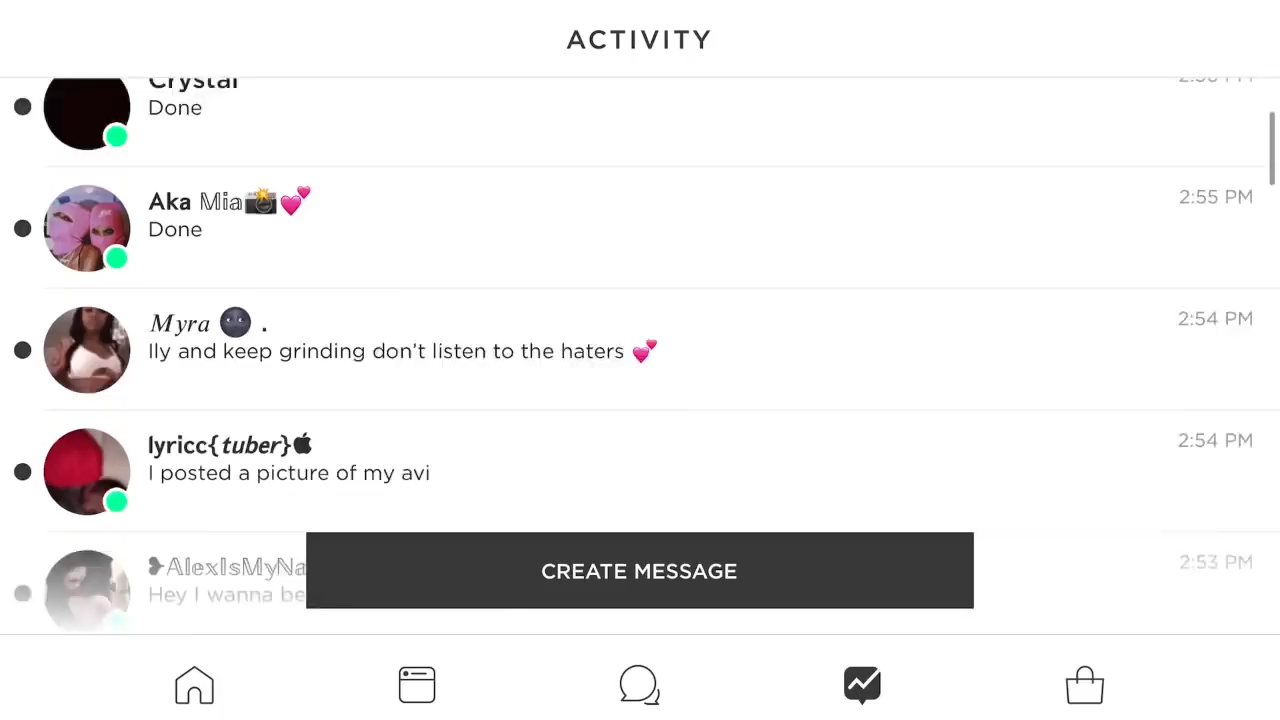 ACTIVITY
Crystal
Done
Aka 𝕄𝕚𝕒📸💕
2:55 PM
Done
𝑀𝑦𝑟𝑎 🌚 .
2:54 PM
Ily and keep grinding don’t listen to the haters 💕
lyricc{𝙩𝙪𝙗𝙚𝙧}
2:54 PM
I posted a picture of my avi
❥𝔸𝕝𝕖𝕩𝕀𝕤𝕄𝕪ℕ𝕒
2:53 PM
Hey I wanna be
CREATE MESSAGE